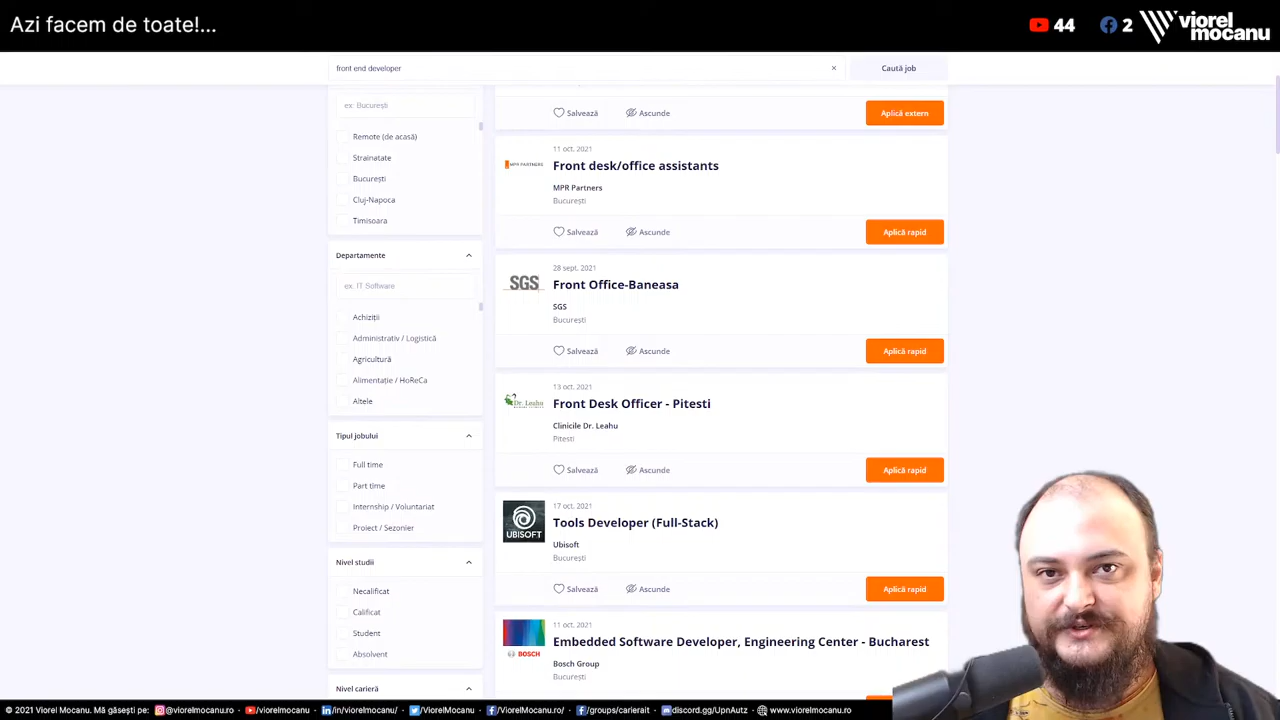 Azi facem de toate!...
44
2
viorel
mocanu
front end developer
×
Caută job
ex: București
Remote (de acasă)
Strainatate
București
Cluj-Napoca
Timisoara
Departamente
ex. IT Software
Achiziții
Administrativ / Logistică
Agricultură
Alimentație / HoReCa
Altele
Tipul jobului
Full time
Part time
Internship / Voluntariat
Proiect / Sezonier
Nivel studii
Necalificat
Calificat
Student
Absolvent
Nivel carieră
Salvează
Ascunde
Aplică extern
11 oct. 2021
MPR PARTNERS
Front desk/office assistants
MPR Partners
București
Salvează
Ascunde
Aplică rapid
28 sept. 2021
SGS
Front Office-Baneasa
SGS
București
Salvează
Ascunde
Aplică rapid
13 oct. 2021
Dr. Leahu
Front Desk Officer - Pitesti
Clinicile Dr. Leahu
Pitesti
Salvează
Ascunde
Aplică rapid
17 oct. 2021
UBISOFT
Tools Developer (Full-Stack)
Ubisoft
București
Salvează
Ascunde
Aplică rapid
11 oct. 2021
BOSCH
Embedded Software Developer, Engineering Center - Bucharest
Bosch Group
București
© 2021 Viorel Mocanu. Mă găsești pe: @viorelmocanu /viorelmocanu /in/viorelmocanu/ /ViorelMocanu /ViorelMocanu.ro/ /groups/carierait discord.gg/UpnAutz www.viorelmocanu.ro